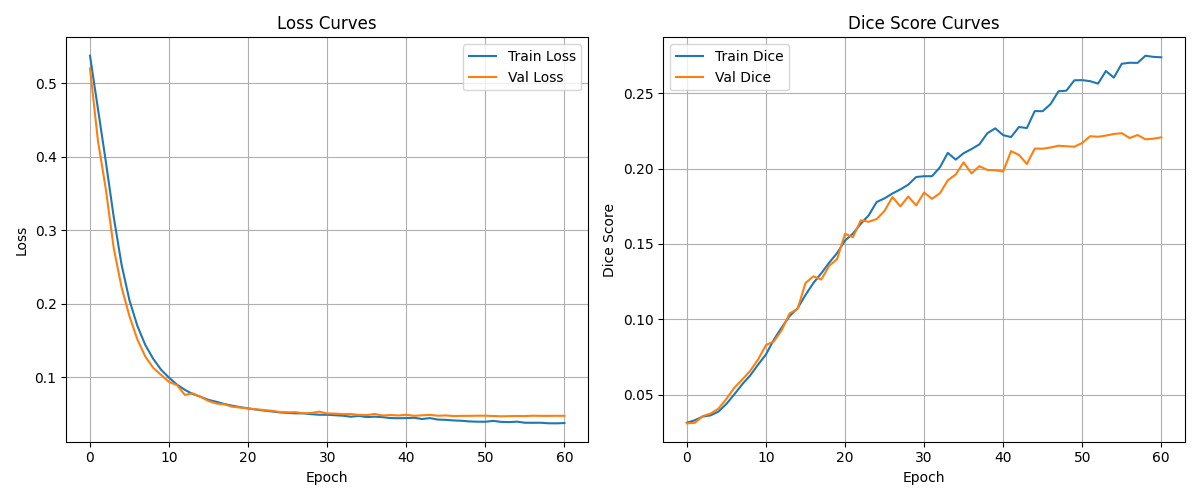 Loss Curves
Train Loss
Val Loss
0.5
0.4
0.3
0.2
0.1
Loss
0 10 20 30 40 50 60
Epoch
Dice Score Curves
Train Dice
Val Dice
0.25
0.20
0.15
0.10
0.05
Dice Score
0 10 20 30 40 50 60
Epoch